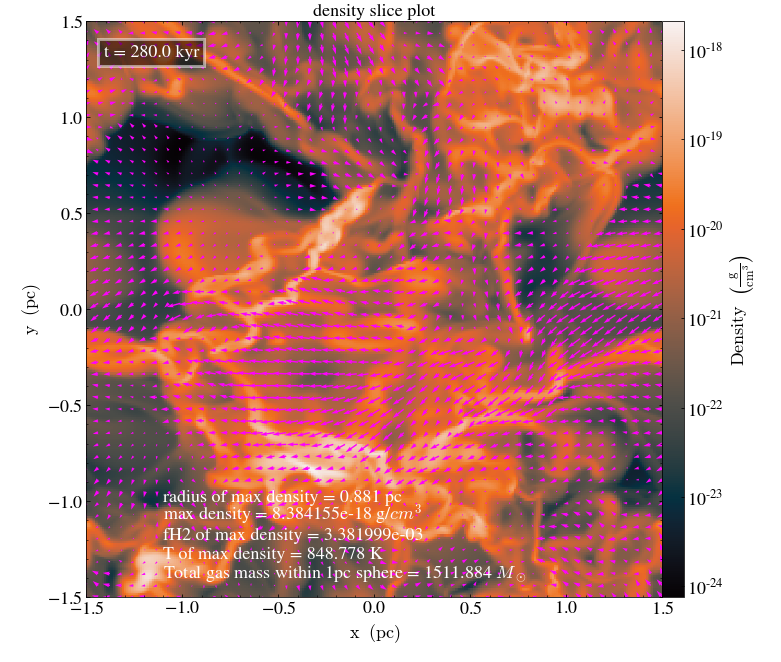 density slice plot
t = 280.0 kyr
1.5
1.0
0.5
0.0
−0.5
−1.0
−1.5
y (pc)
−1.5 −1.0 −0.5 0.0 0.5 1.0 1.5
x (pc)
radius of max density = 0.881 pc
max density = 8.384155e-18 g/cm³
fH2 of max density = 3.381999e-03
T of max density = 848.778 K
Total gas mass within 1pc sphere = 1511.884 M☉
10⁻¹⁸
10⁻¹⁹
10⁻²⁰
10⁻²¹
10⁻²²
10⁻²³
10⁻²⁴
Density (g/cm³)